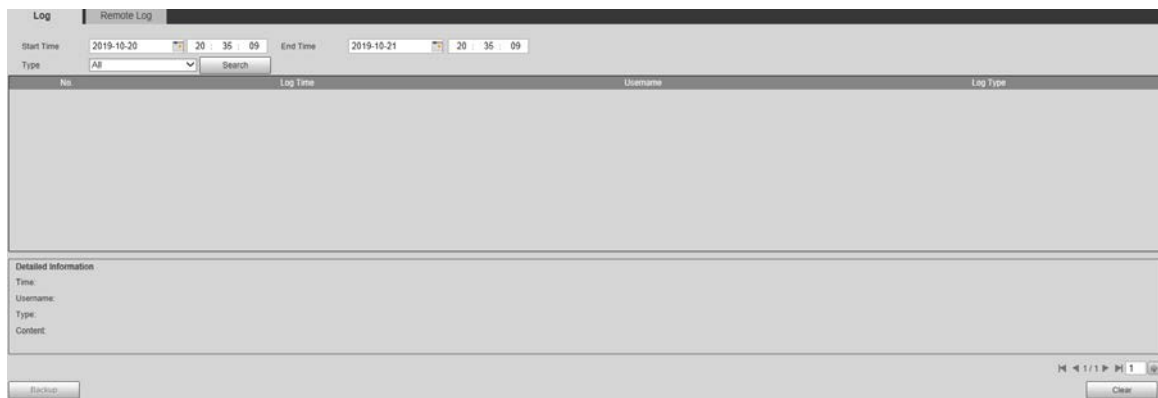 Log Remote Log
Start Time 2019-10-20 20 : 35 : 09 End Time 2019-10-21 20 : 35 : 09
Type All Search
No. Log Time Username Log Type
Detailed Information
Time:
Username:
Type:
Content:
1 / 1 1
Backup Clear